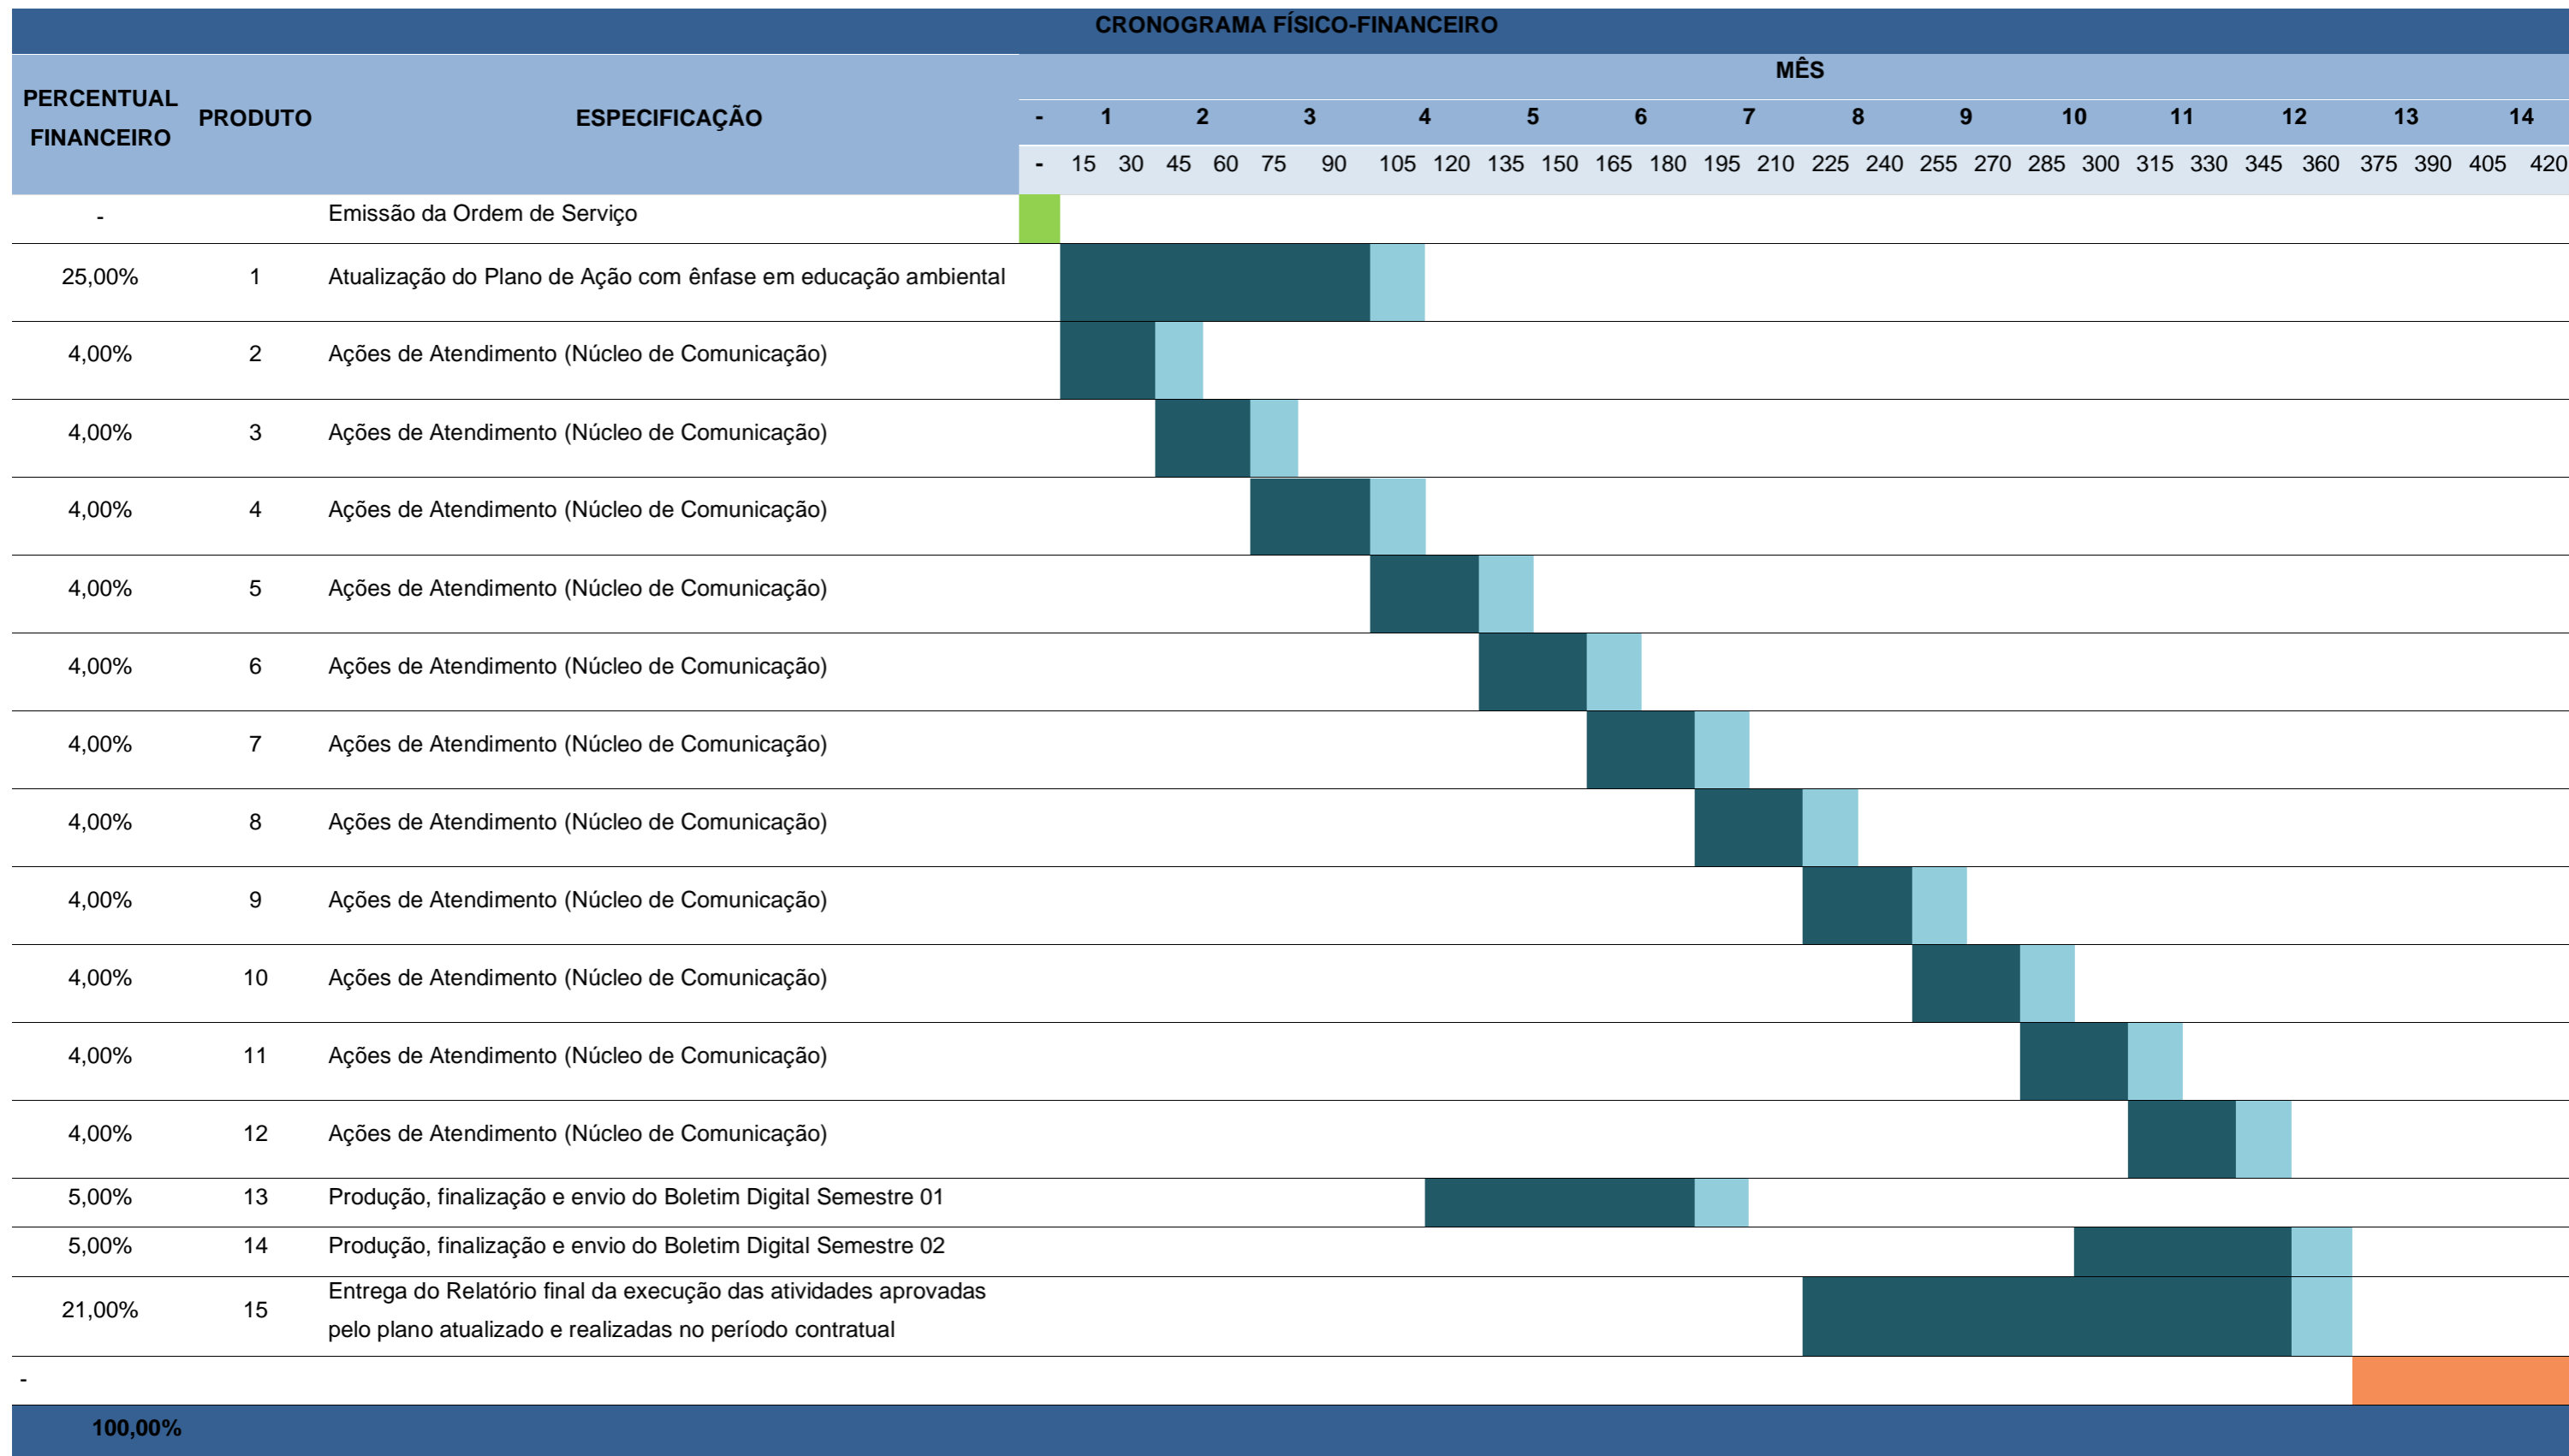 CRONOGRAMA FÍSICO-FINANCEIRO
MÊS
PERCENTUAL FINANCEIRO PRODUTO ESPECIFICAÇÃO - 1 2 3 4 5 6 7 8 9 10 11 12 13 14
- 15 30 45 60 75 90 105 120 135 150 165 180 195 210 225 240 255 270 285 300 315 330 345 360 375 390 405 420
- Emissão da Ordem de Serviço
25,00% 1 Atualização do Plano de Ação com ênfase em educação ambiental
4,00% 2 Ações de Atendimento (Núcleo de Comunicação)
4,00% 3 Ações de Atendimento (Núcleo de Comunicação)
4,00% 4 Ações de Atendimento (Núcleo de Comunicação)
4,00% 5 Ações de Atendimento (Núcleo de Comunicação)
4,00% 6 Ações de Atendimento (Núcleo de Comunicação)
4,00% 7 Ações de Atendimento (Núcleo de Comunicação)
4,00% 8 Ações de Atendimento (Núcleo de Comunicação)
4,00% 9 Ações de Atendimento (Núcleo de Comunicação)
4,00% 10 Ações de Atendimento (Núcleo de Comunicação)
4,00% 11 Ações de Atendimento (Núcleo de Comunicação)
4,00% 12 Ações de Atendimento (Núcleo de Comunicação)
5,00% 13 Produção, finalização e envio do Boletim Digital Semestre 01
5,00% 14 Produção, finalização e envio do Boletim Digital Semestre 02
21,00% 15 Entrega do Relatório final da execução das atividades aprovadas
pelo plano atualizado e realizadas no período contratual
-
100,00%